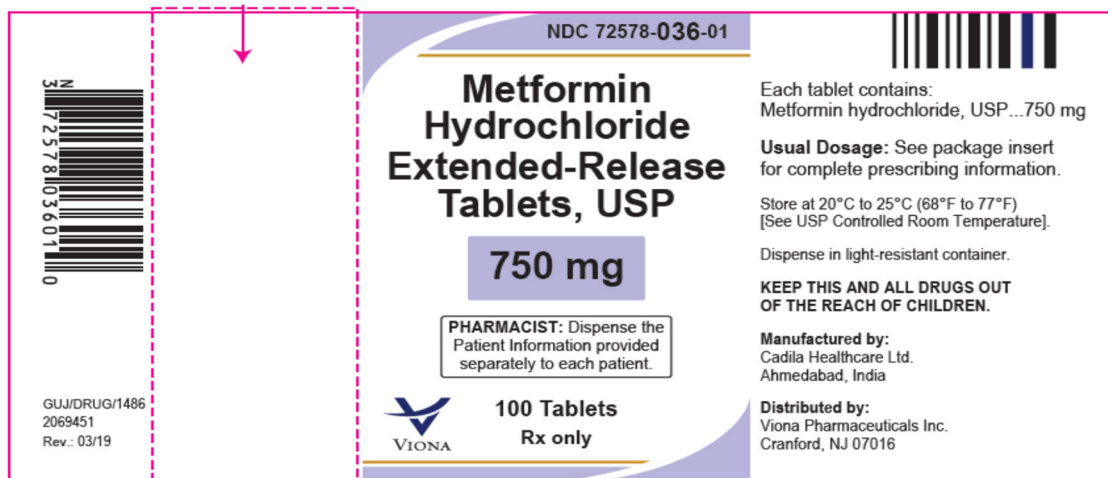 N
3 72578 03601 0
GUJ/DRUG/1486
2069451
Rev.: 03/19
NDC 72578-036-01
Metformin
Hydrochloride
Extended-Release
Tablets, USP
750 mg
PHARMACIST: Dispense the
Patient Information provided
separately to each patient.
VIONA
100 Tablets
Rx only
Each tablet contains:
Metformin hydrochloride, USP...750 mg
Usual Dosage: See package insert
for complete prescribing information.
Store at 20°C to 25°C (68°F to 77°F)
[See USP Controlled Room Temperature].
Dispense in light-resistant container.
KEEP THIS AND ALL DRUGS OUT
OF THE REACH OF CHILDREN.
Manufactured by:
Cadila Healthcare Ltd.
Ahmedabad, India
Distributed by:
Viona Pharmaceuticals Inc.
Cranford, NJ 07016